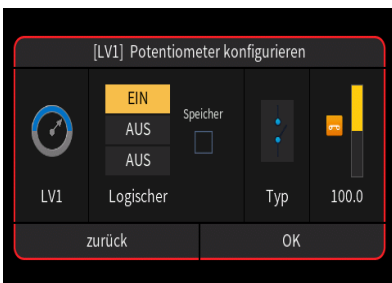 [LV1] Potentiometer konfigurieren
EIN
AUS
AUS
Speicher
LV1
Logischer
Typ
100.0
zurück
OK